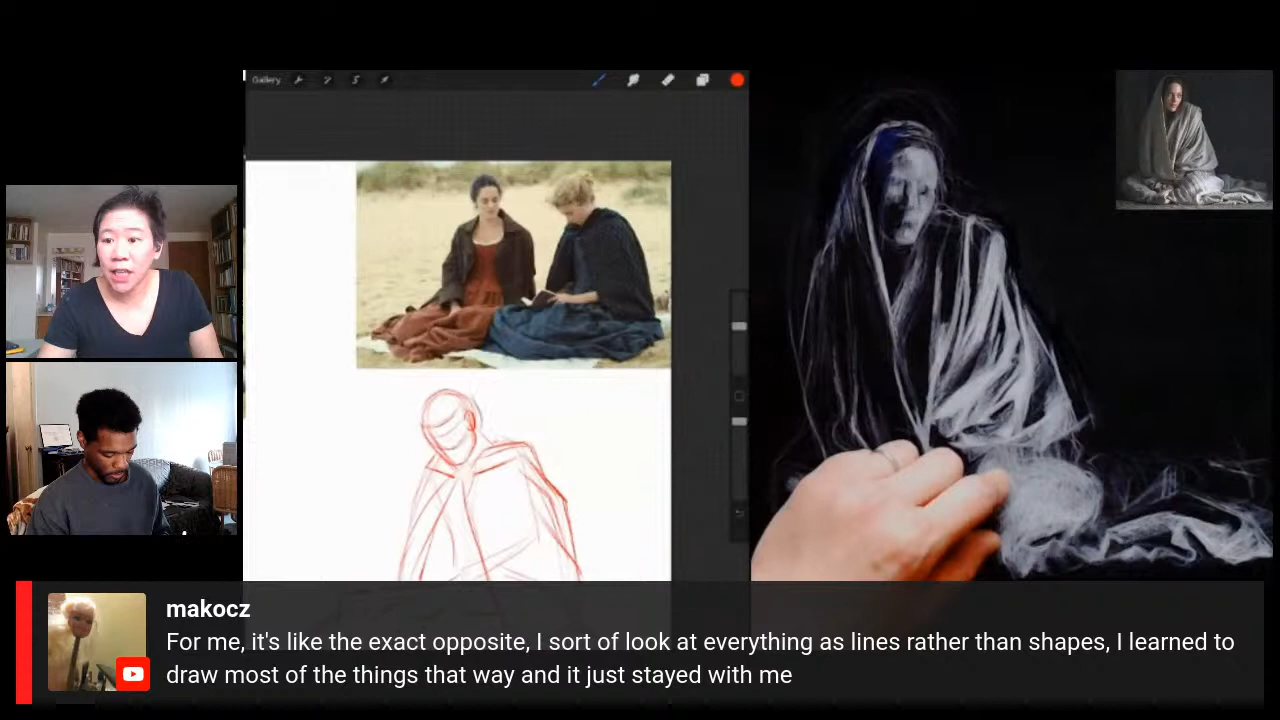 Gallery
makocz
For me, it's like the exact opposite, I sort of look at everything as lines rather than shapes, I learned to
draw most of the things that way and it just stayed with me